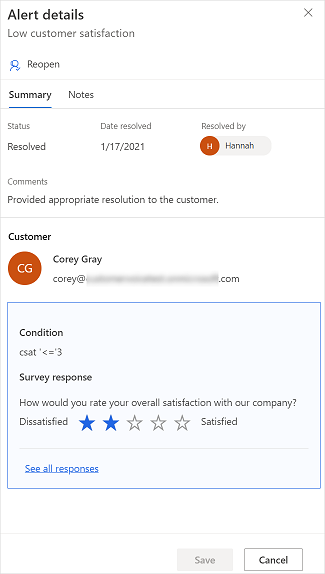 Alert details
Low customer satisfaction
Reopen
Summary Notes
Status Date resolved Resolved by
Resolved 1/17/2021 H Hannah
Comments
Provided appropriate resolution to the customer.
Customer
CG Corey Gray
corey@ .com
Condition
csat '<='3
Survey response
How would you rate your overall satisfaction with our company?
Dissatisfied Satisfied
See all responses
Save Cancel